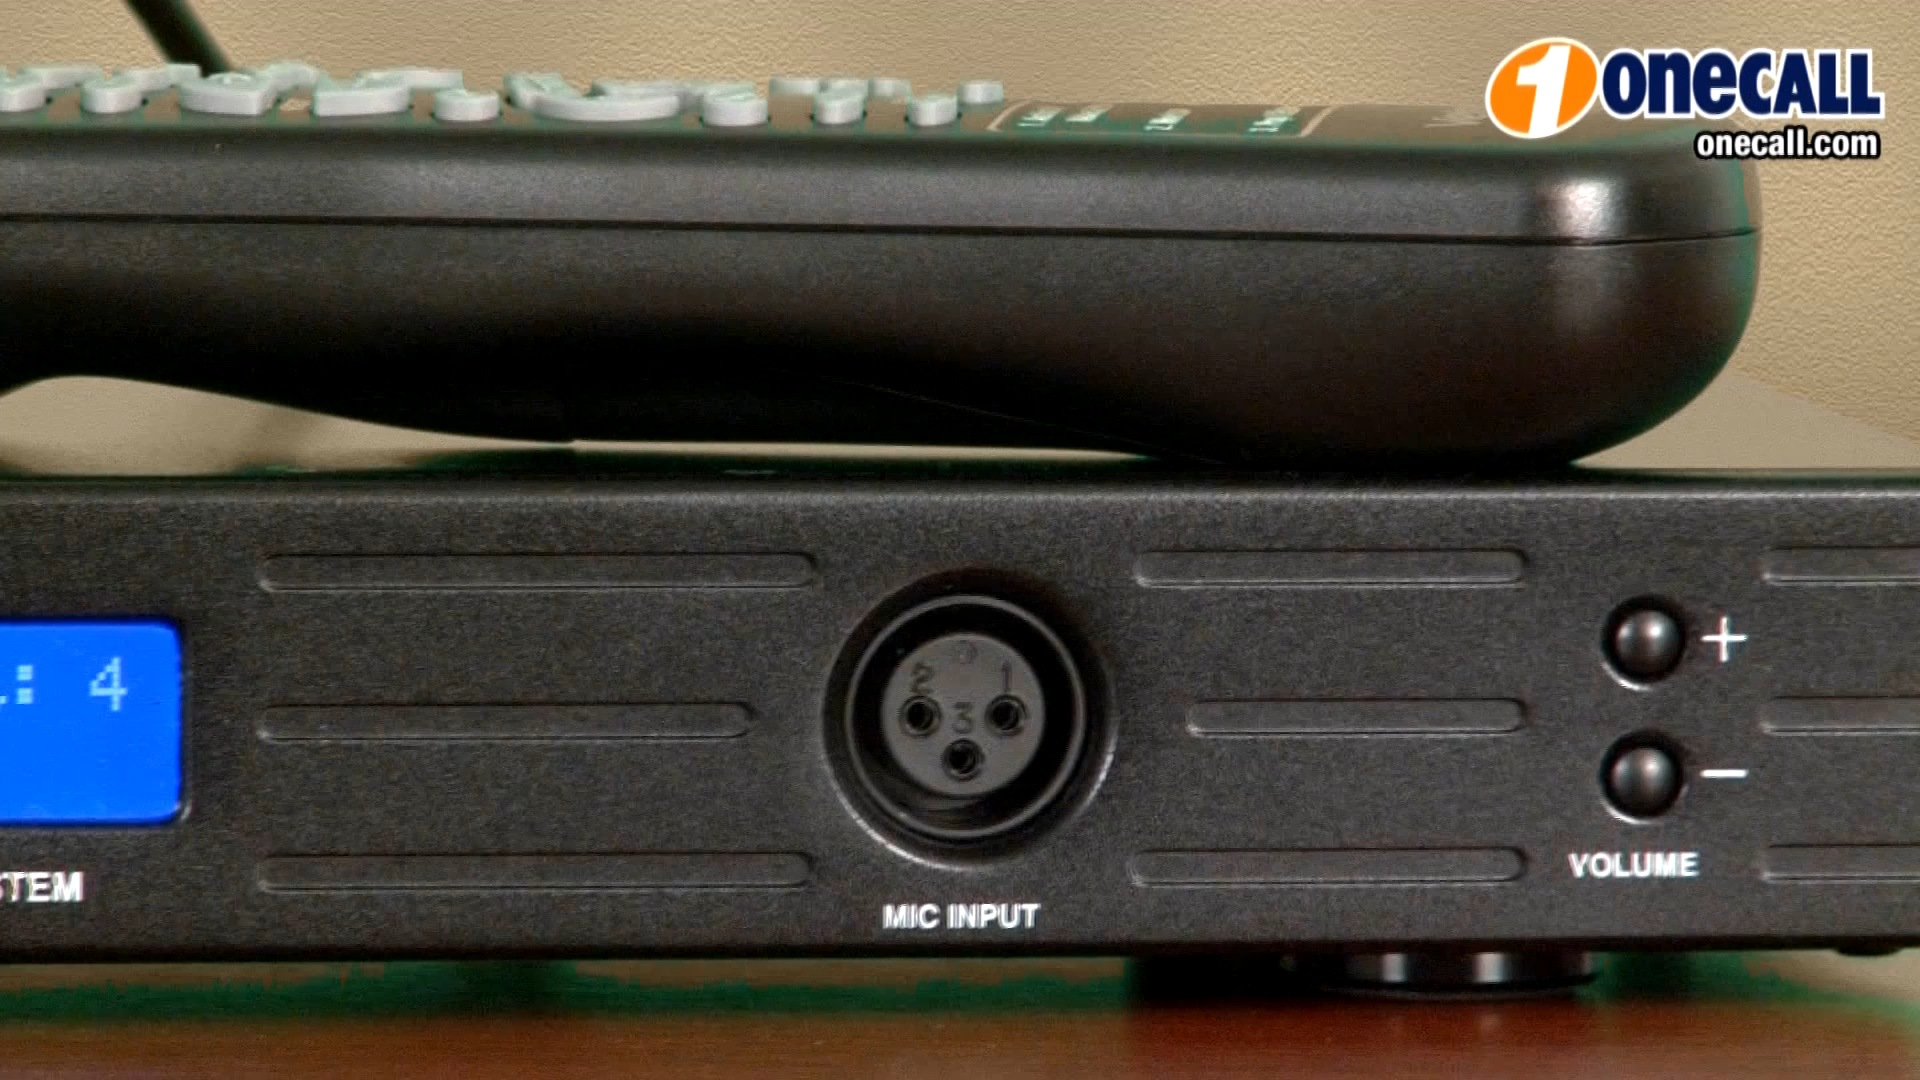 1 onecall
onecall.com
: 4
2 1
3
+
-
VOLUME
STEM
MIC INPUT